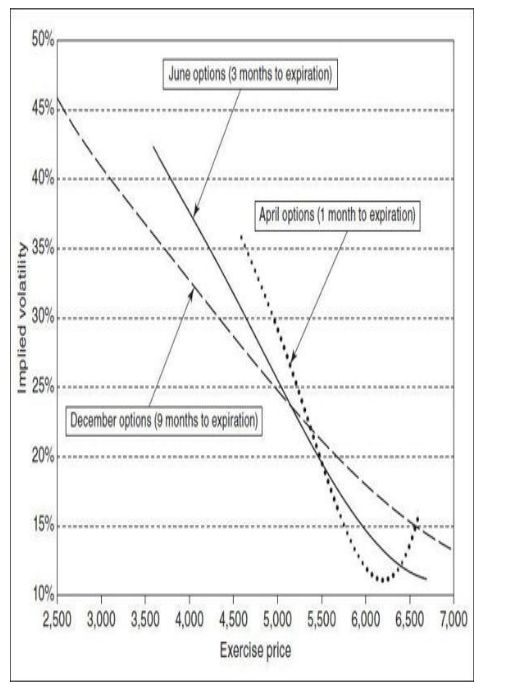 50%
June options (3 months to expiration)
45%
40%
April options (1 month to expiration)
35%
30%
25%
December options (9 months to expiration)
20%
15%
10%
Implied volatility
2,500 3,000 3,500 4,000 4,500 5,000 5,500 6,000 6,500 7,000
Exercise price